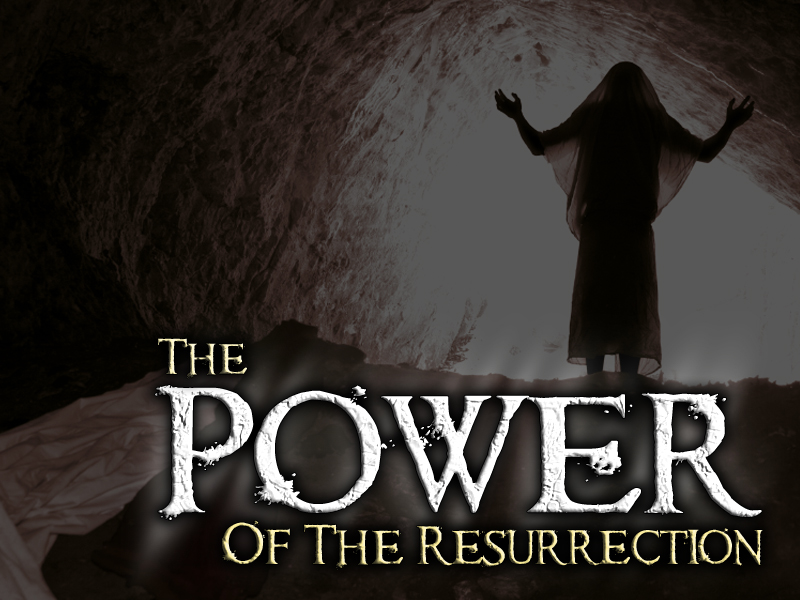 The
POWER
Of The Resurrection